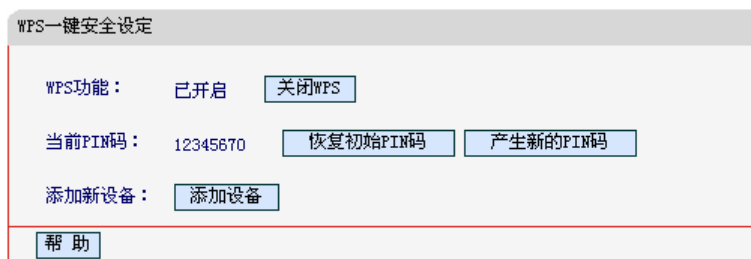 WPS一键安全设定
WPS功能： 已开启 关闭WPS
当前PIN码： 12345670 恢复初始PIN码 产生新的PIN码
添加新设备： 添加设备
帮 助